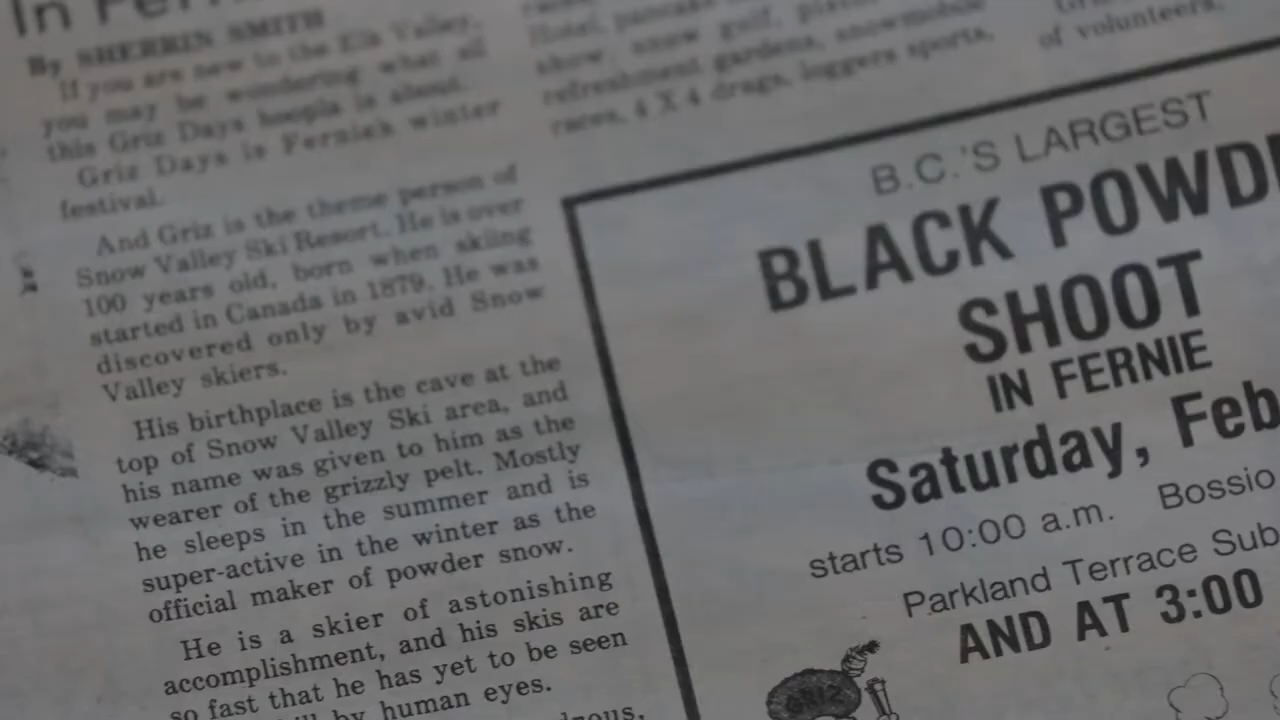 In Fern
By SHERRIN SMITH
If you are new to the Elk Valley,
you may be wondering what all
this Griz Days hoopla is about.
Griz Days is Fernie's winter
festival.
And Griz is the theme person of
Snow Valley Ski Resort. He is over
100 years old, born when skiing
started in Canada in 1879. He was
discovered only by avid Snow
Valley skiers.
His birthplace is the cave at the
top of Snow Valley Ski area, and
his name was given to him as the
wearer of the grizzly pelt. Mostly
he sleeps in the summer and is
super-active in the winter as the
official maker of powder snow.
He is a skier of astonishing
accomplishment, and his skis are
so fast that he has yet to be seen
by human eyes.
Hotel, pancake
show, snow golf,
refreshment gardens, snowmobile
races, 4 X 4 drags, loggers sports,
of volunteers.
B.C.'S LARGEST
BLACK POWD
SHOOT
IN FERNIE
Saturday, Feb
starts 10:00 a.m. Bossio
Parkland Terrace Sub
AND AT 3:00
GRIZ